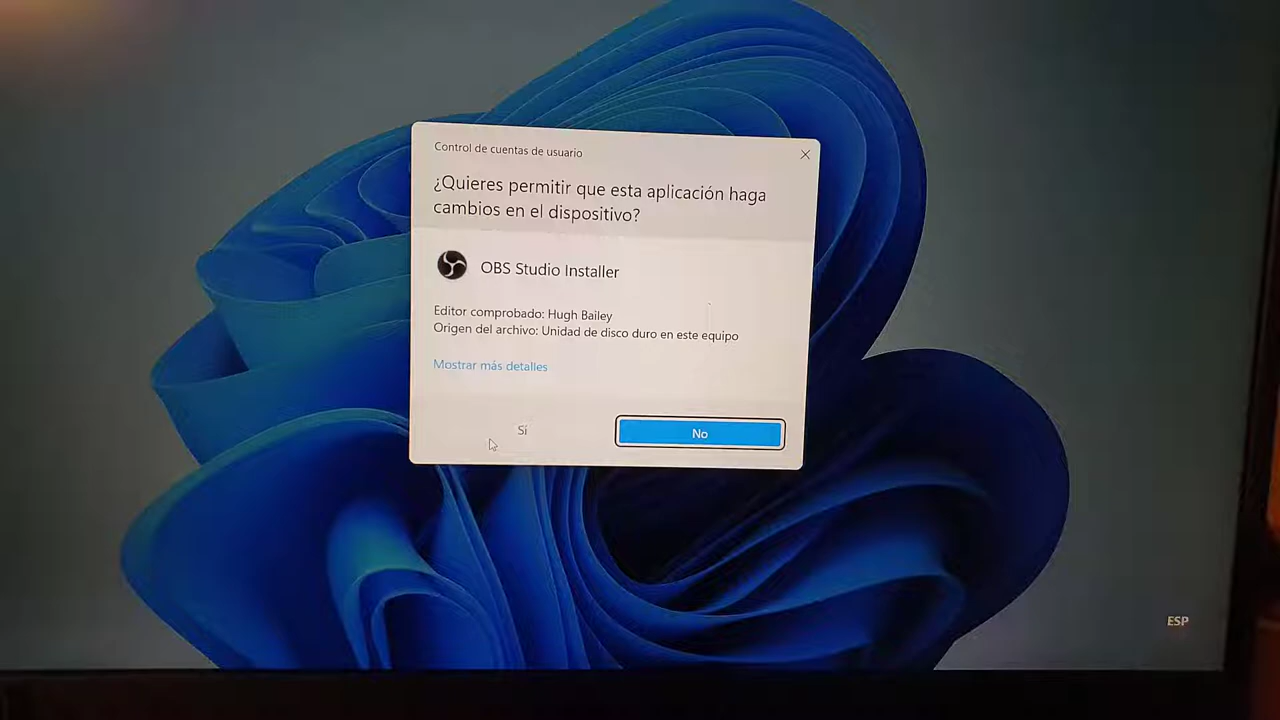 Control de cuentas de usuario
¿Quieres permitir que esta aplicación haga
cambios en el dispositivo?
OBS Studio Installer
Editor comprobado: Hugh Bailey
Origen del archivo: Unidad de disco duro en este equipo
Mostrar más detalles
Sí
No
ESP